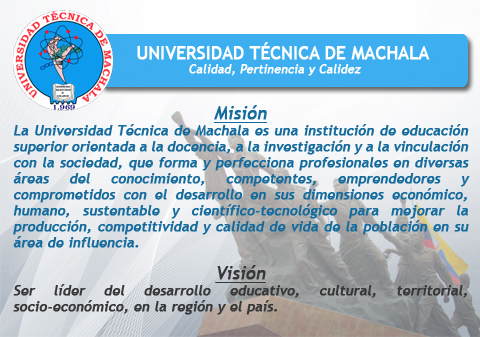 UNIVERSIDAD TÉCNICA DE MACHALA
1.969
UNIVERSIDAD TÉCNICA DE MACHALA
Calidad, Pertinencia y Calidez
Misión
La Universidad Técnica de Machala es una institución de educación
superior orientada a la docencia, a la investigación y a la vinculación
con la sociedad, que forma y perfecciona profesionales en diversas
áreas del conocimiento, competentes, emprendedores y
comprometidos con el desarrollo en sus dimensiones económico,
humano, sustentable y científico-tecnológico para mejorar la
producción, competitividad y calidad de vida de la población en su
área de influencia.
Visión
Ser líder del desarrollo educativo, cultural, territorial,
socio-económico, en la región y el país.